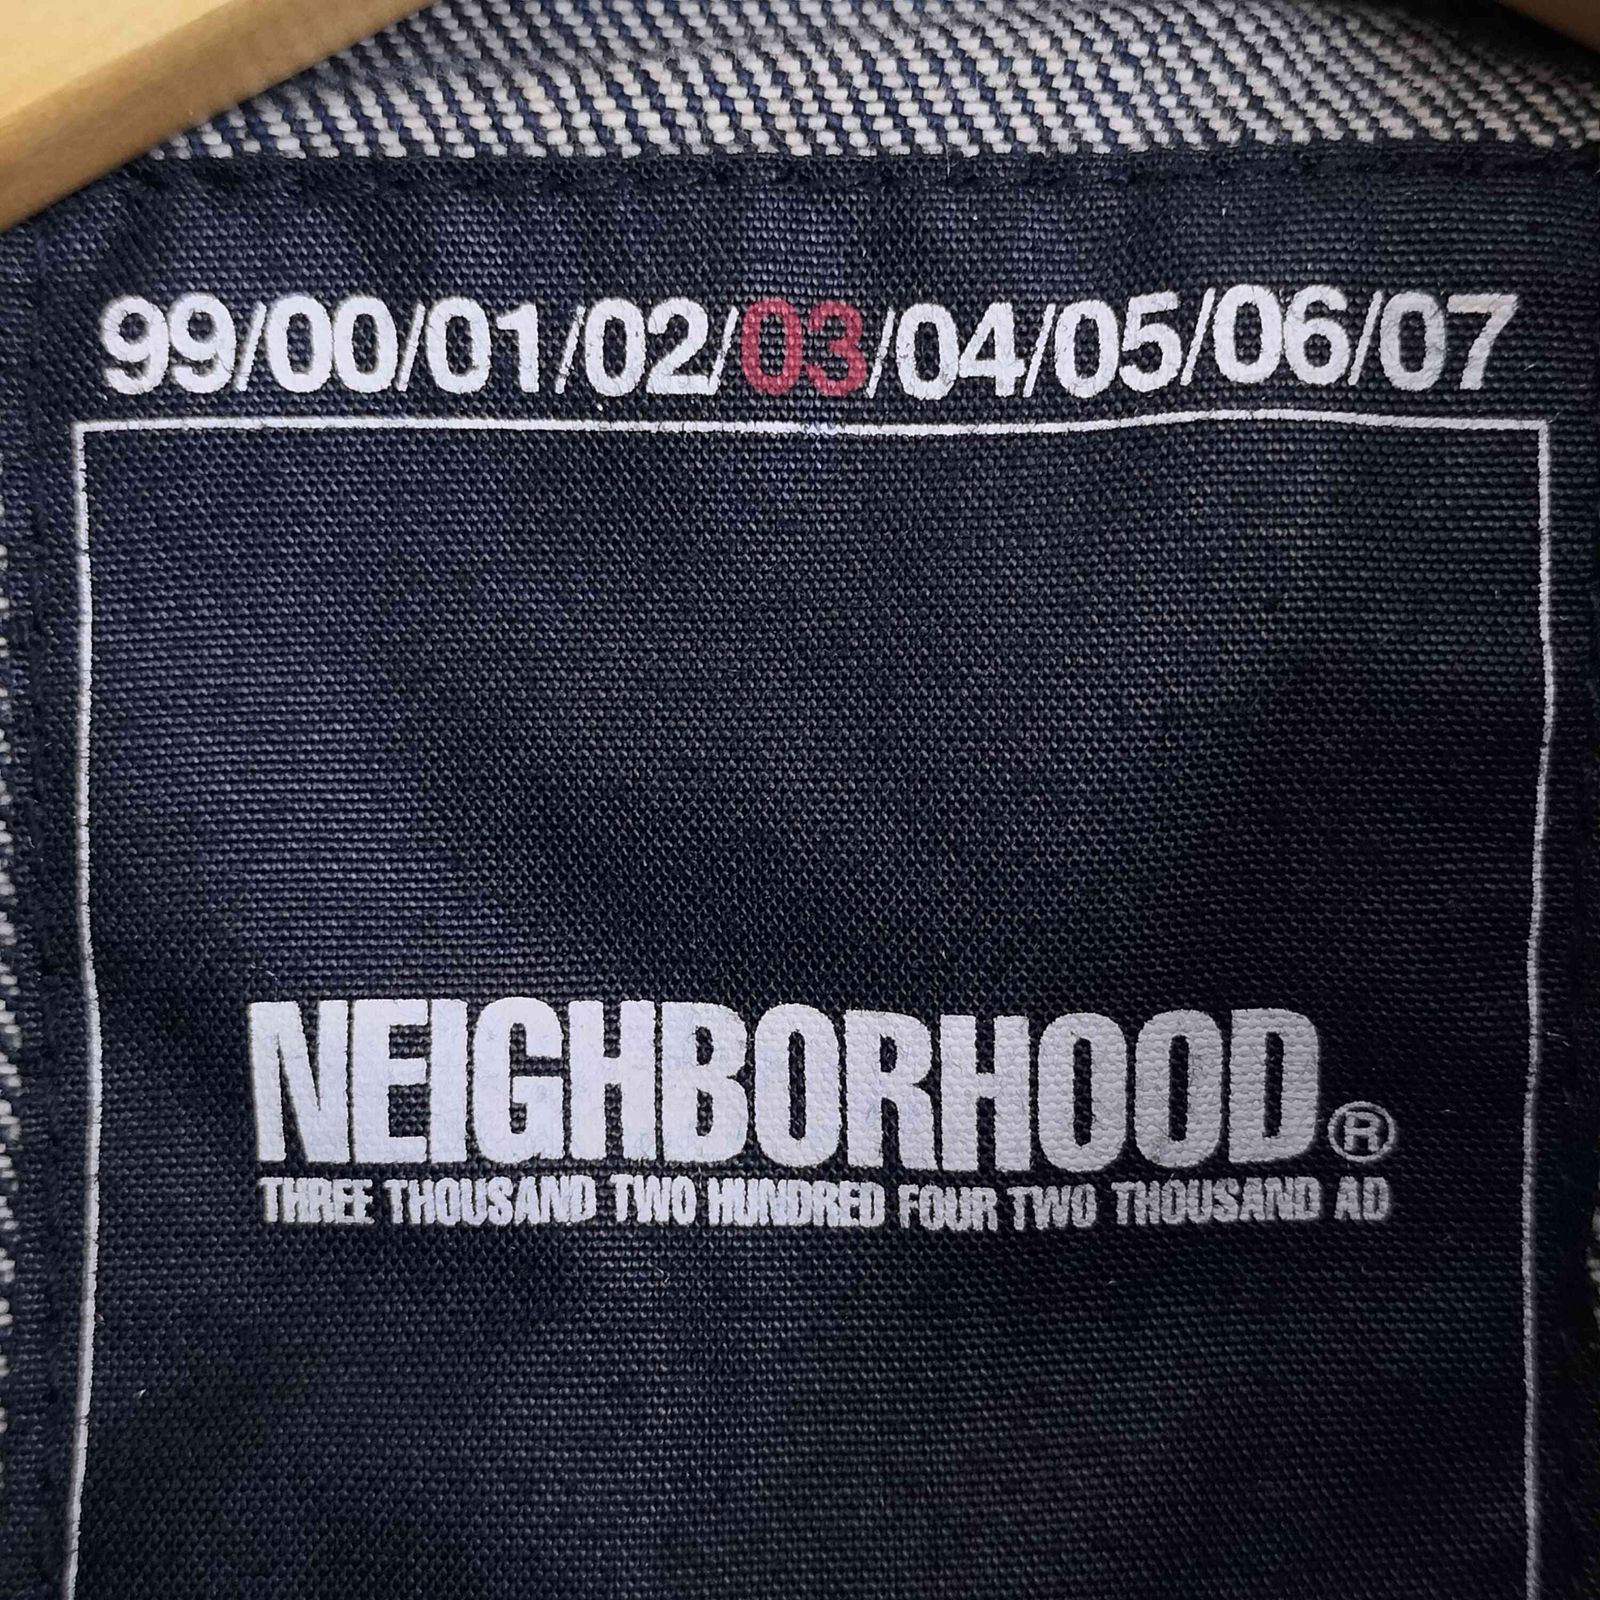 99/00/01/02/03/04/05/06/07
NEIGHBORHOOD®
THREE THOUSAND TWO HUNDRED FOUR TWO THOUSAND AD